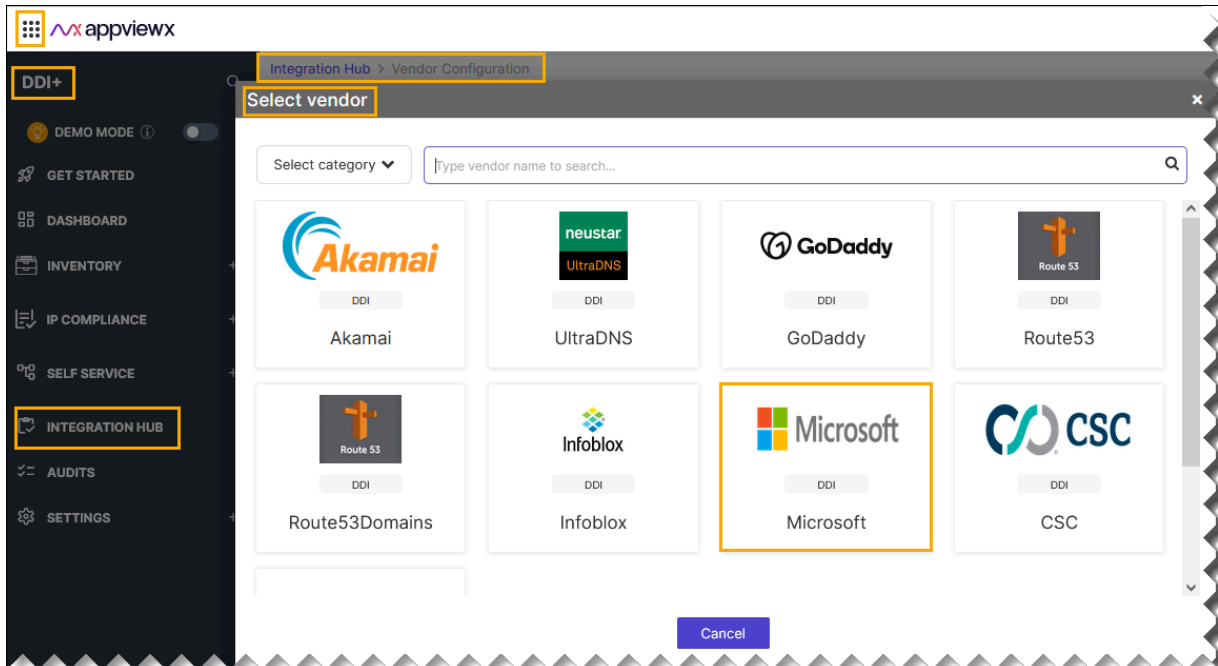 appviewx
DDI+
Integration Hub > Vendor Configuration
Select vendor
×
DEMO MODE
GET STARTED
DASHBOARD
INVENTORY +
IP COMPLIANCE +
SELF SERVICE +
INTEGRATION HUB
AUDITS
SETTINGS +
Select category
Type vendor name to search...
Akamai
DDI
Akamai
neustar
UltraDNS
DDI
UltraDNS
GoDaddy
DDI
GoDaddy
Route 53
DDI
Route53
Route 53
DDI
Route53Domains
Infoblox
DDI
Infoblox
Microsoft
DDI
Microsoft
CSC
DDI
CSC
Cancel